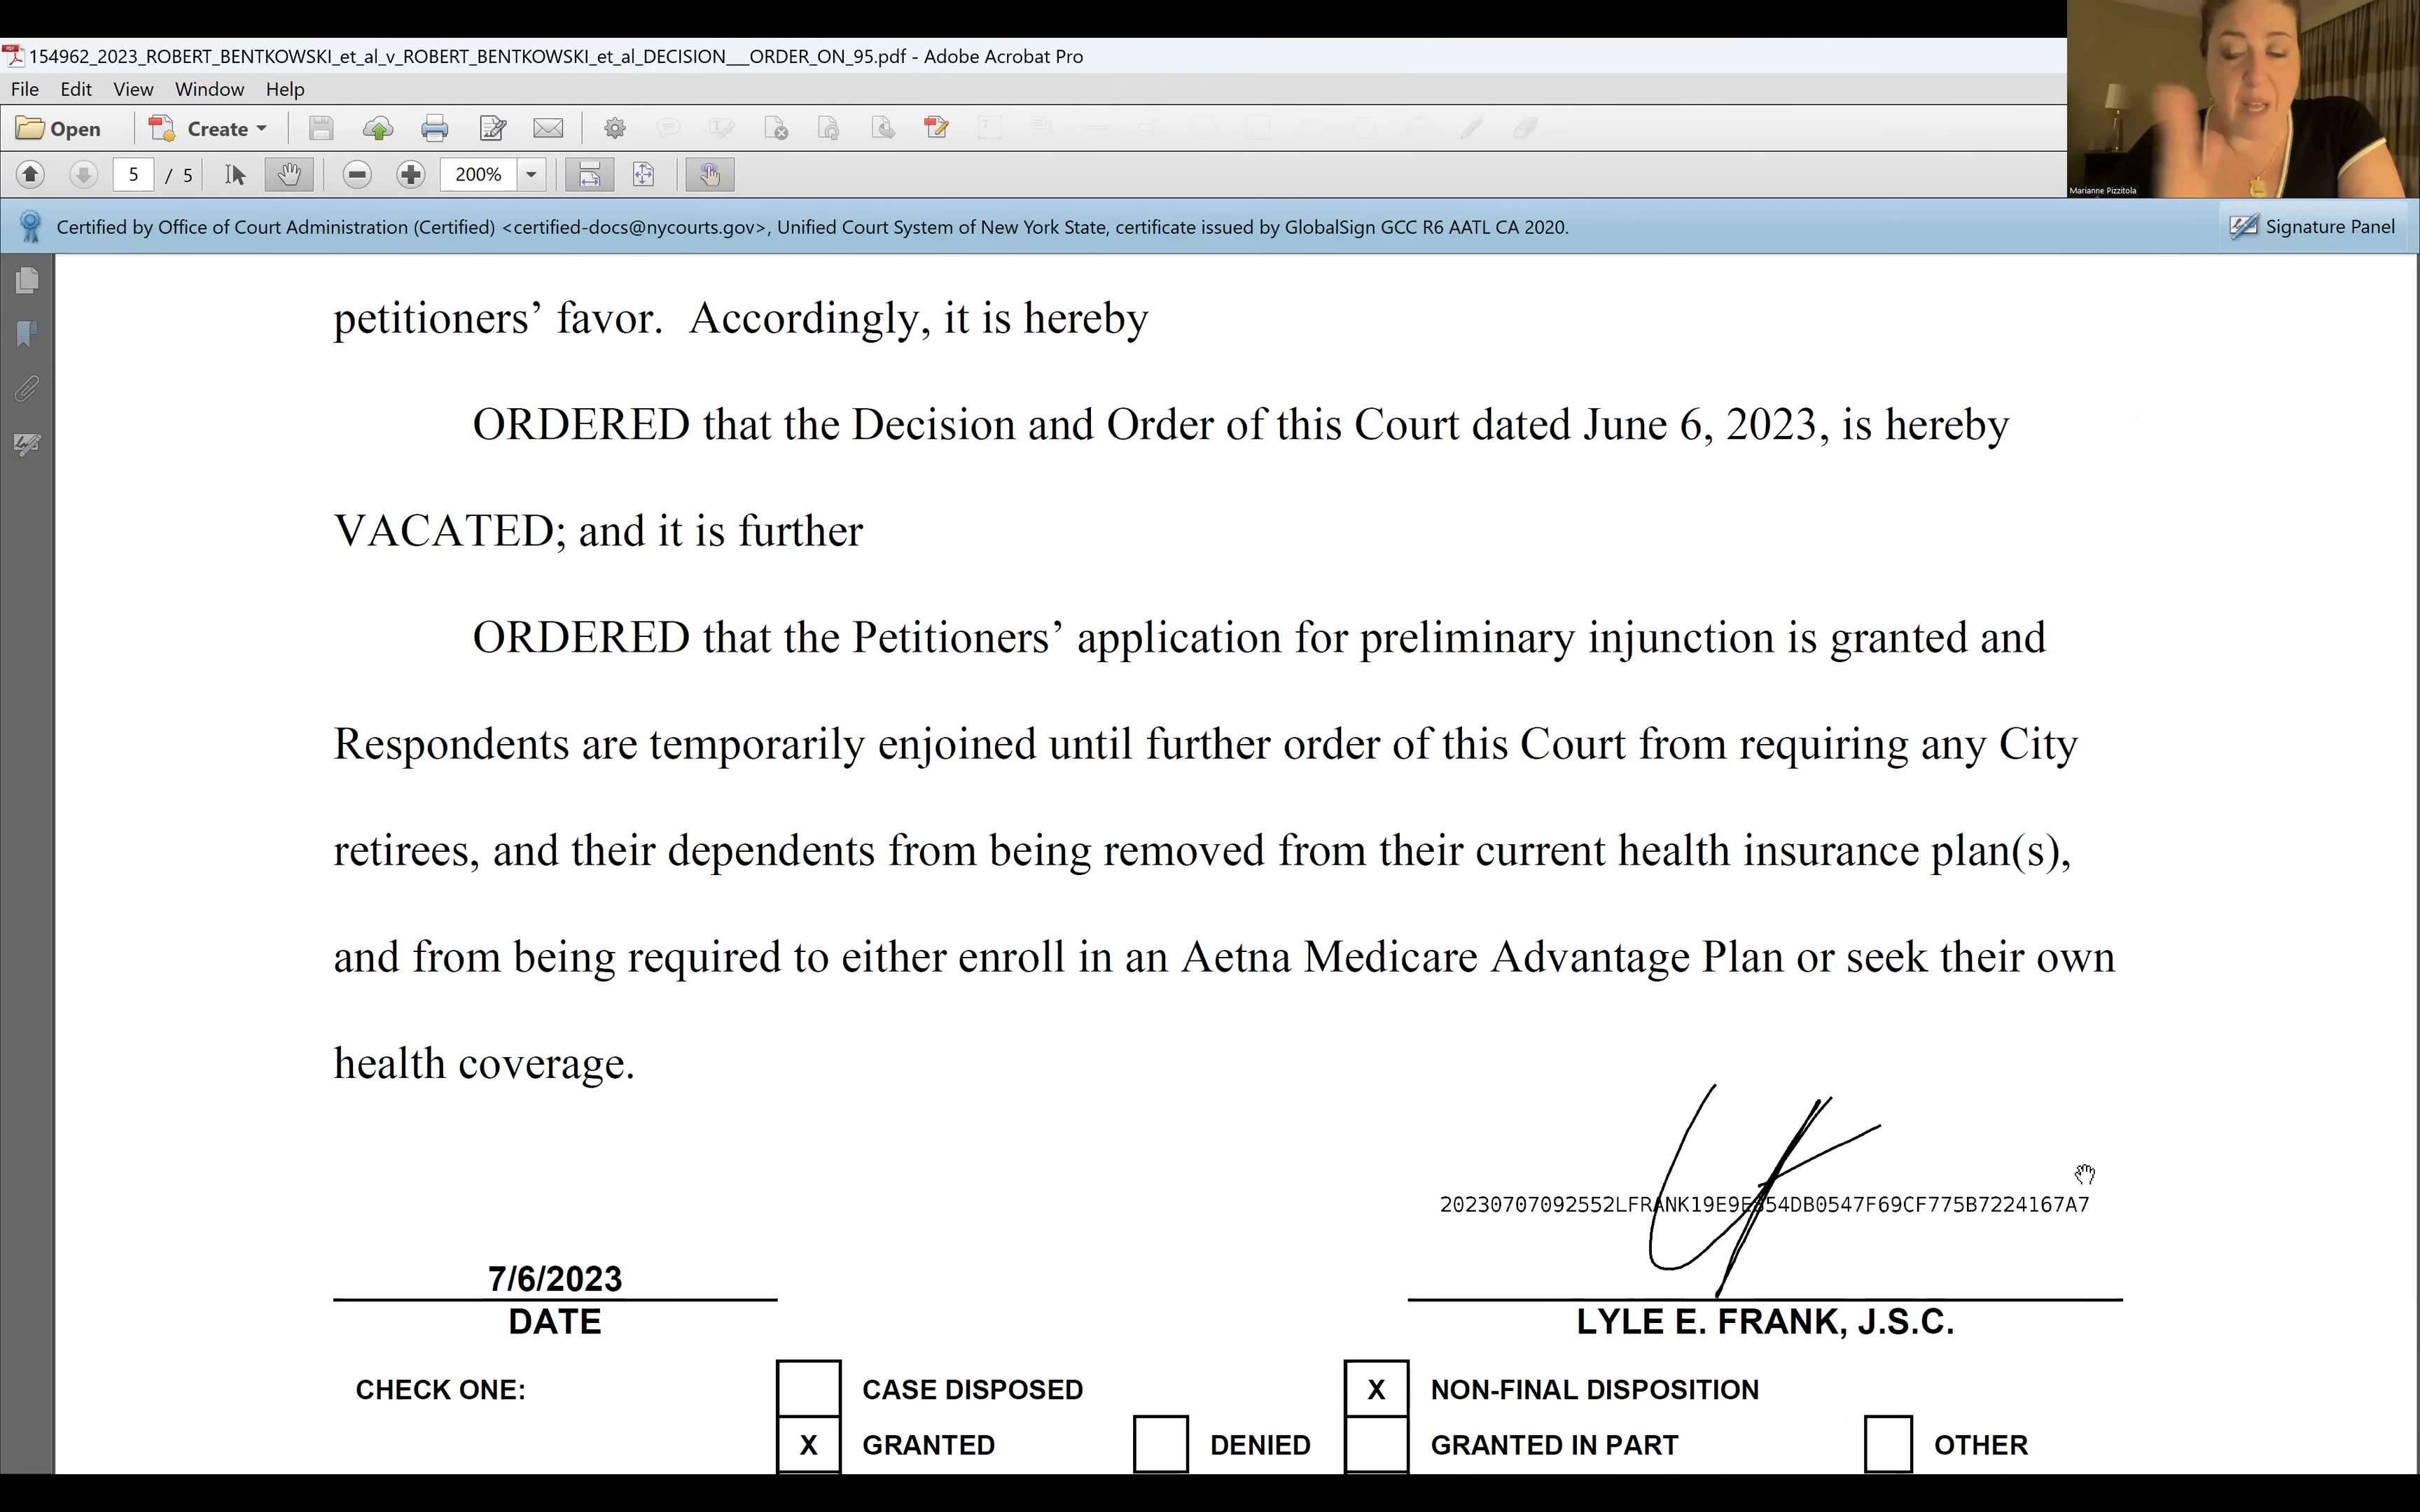 154962_2023_ROBERT_BENTKOWSKI_et_al_v_ROBERT_BENTKOWSKI_et_al_DECISION___ORDER_ON_95.pdf - Adobe Acrobat Pro
File Edit View Window Help
Open Create
5 / 5 200%
Marianne Pizzitola
Certified by Office of Court Administration (Certified) <certified-docs@nycourts.gov>, Unified Court System of New York State, certificate issued by GlobalSign GCC R6 AATL CA 2020. Signature Panel
petitioners’ favor. Accordingly, it is hereby
ORDERED that the Decision and Order of this Court dated June 6, 2023, is hereby
VACATED; and it is further
ORDERED that the Petitioners’ application for preliminary injunction is granted and
Respondents are temporarily enjoined until further order of this Court from requiring any City
retirees, and their dependents from being removed from their current health insurance plan(s),
and from being required to either enroll in an Aetna Medicare Advantage Plan or seek their own
health coverage.
7/6/2023
DATE LYLE E. FRANK, J.S.C.
CHECK ONE: CASE DISPOSED X NON-FINAL DISPOSITION
X GRANTED DENIED GRANTED IN PART OTHER